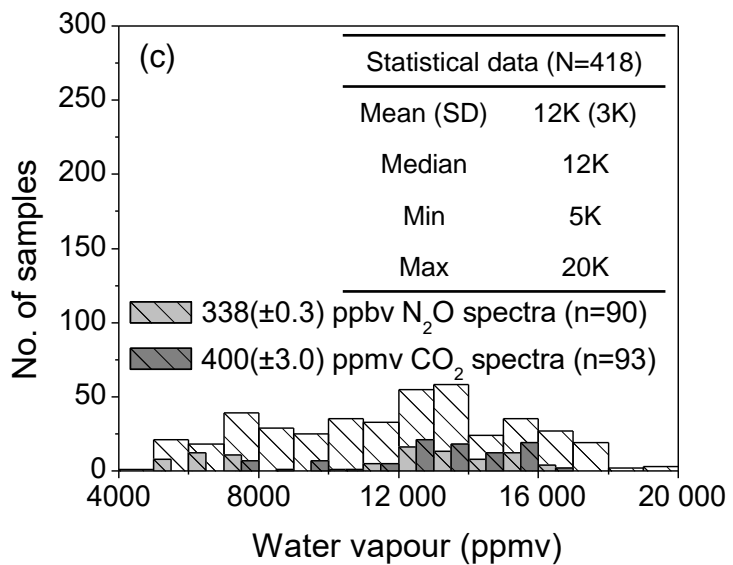 (c)
Statistical data (N=418)
Mean (SD) 12K (3K)
Median 12K
Min 5K
Max 20K
338(±0.3) ppbv N₂O spectra (n=90)
400(±3.0) ppmv CO₂ spectra (n=93)
No. of samples
300
250
200
150
100
50
0
4000 8000 12 000 16 000 20 000
Water vapour (ppmv)